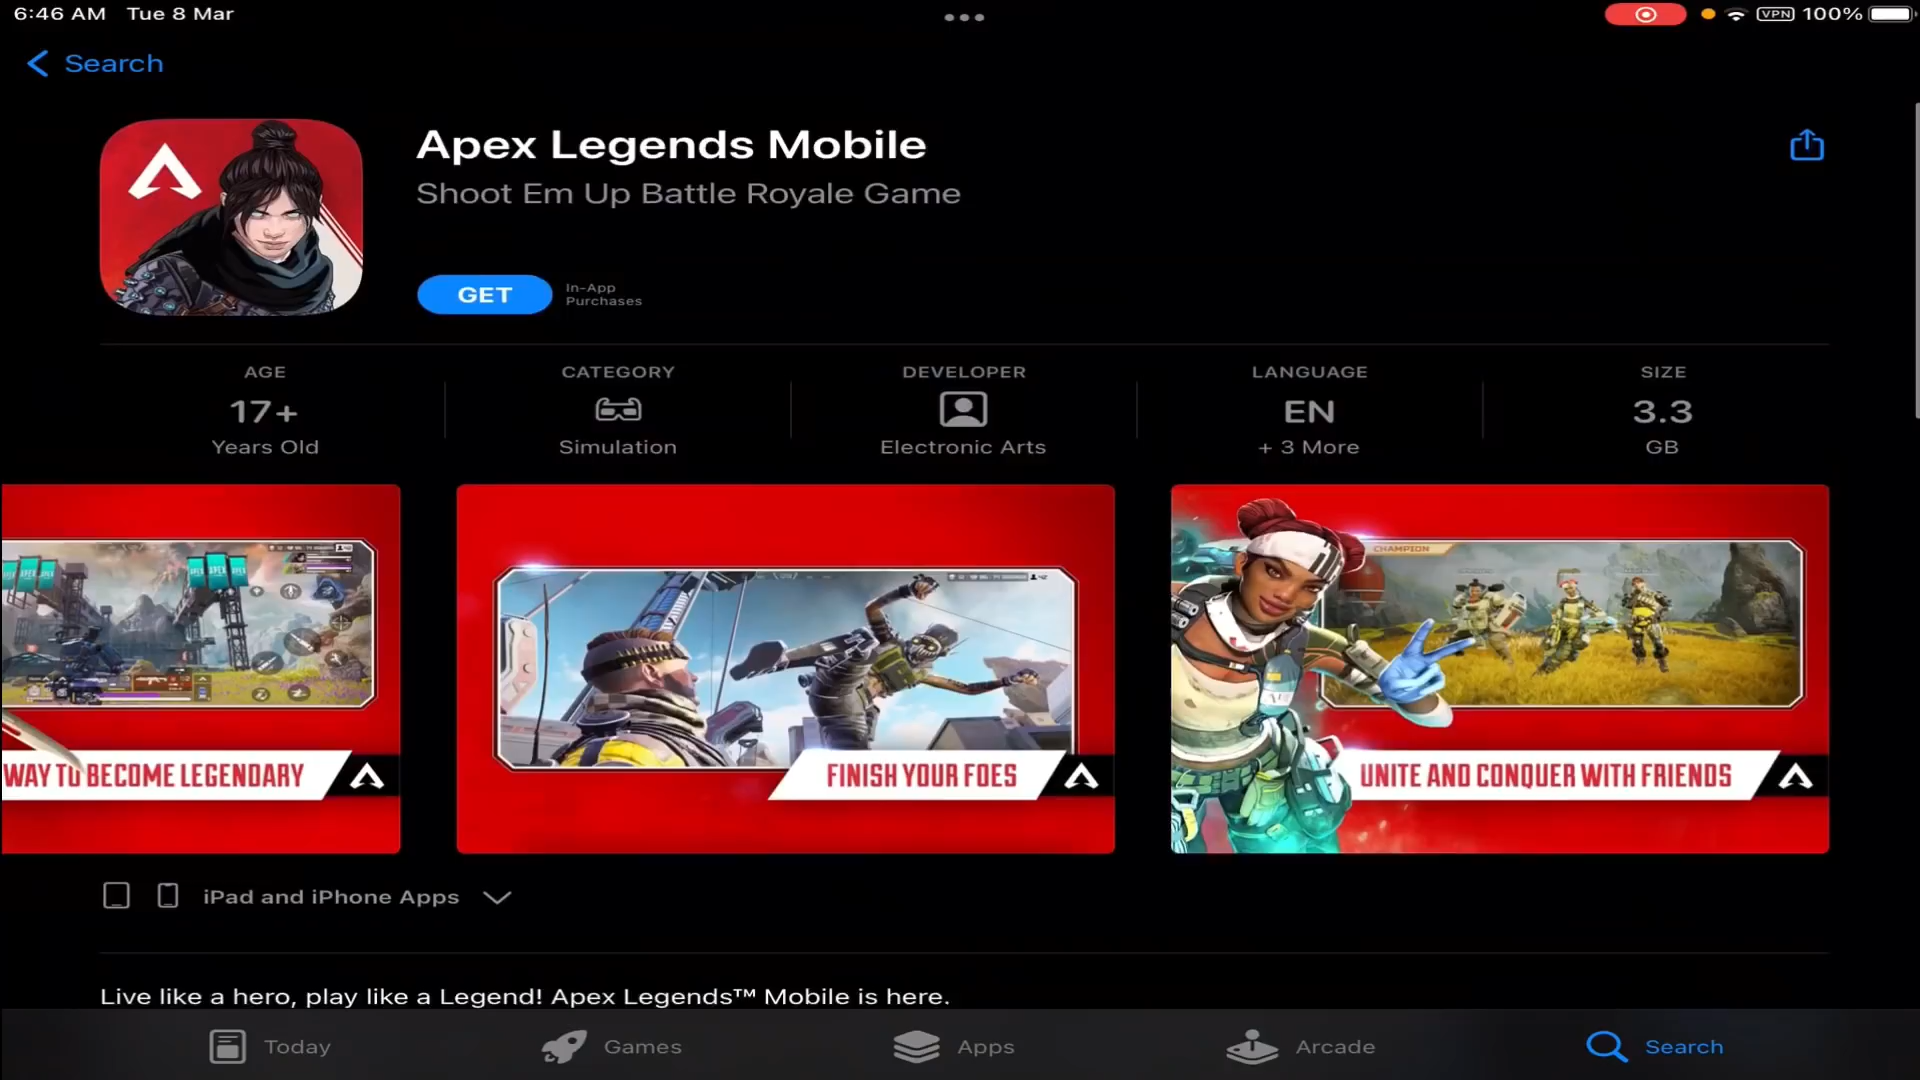 6:46 AM Tue 8 Mar
VPN 100%
Search
Apex Legends Mobile
Shoot Em Up Battle Royale Game
GET
In-App
Purchases
AGE
17+
Years Old
CATEGORY
Simulation
DEVELOPER
Electronic Arts
LANGUAGE
EN
+ 3 More
SIZE
3.3
GB
CHAMPION
WAY TO BECOME LEGENDARY
FINISH YOUR FOES
UNITE AND CONQUER WITH FRIENDS
iPad and iPhone Apps
Live like a hero, play like a Legend! Apex Legends™ Mobile is here.
Today
Games
Apps
Arcade
Search